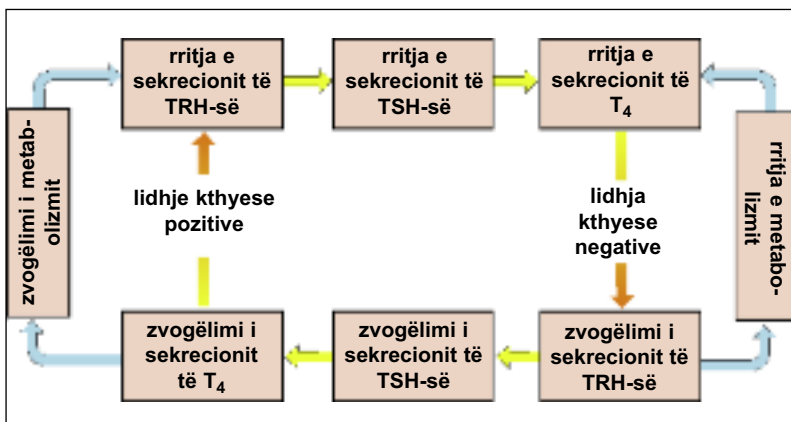 rritja e
sekrecionit të
TRH-së
rritja e
sekrecionit të
TSH-së
rritja e
sekrecionit të
T₄
zvogëlimi i metab-
olizmit
lidhje kthyese
pozitive
lidhja
kthyese
negative
rritja e metabo-
lizmit
zvogëlimi i
sekrecionit
të T₄
zvogëlimi i
sekrecionit të
TSH-së
zvogëlimi i
sekrecionit të
TRH-së